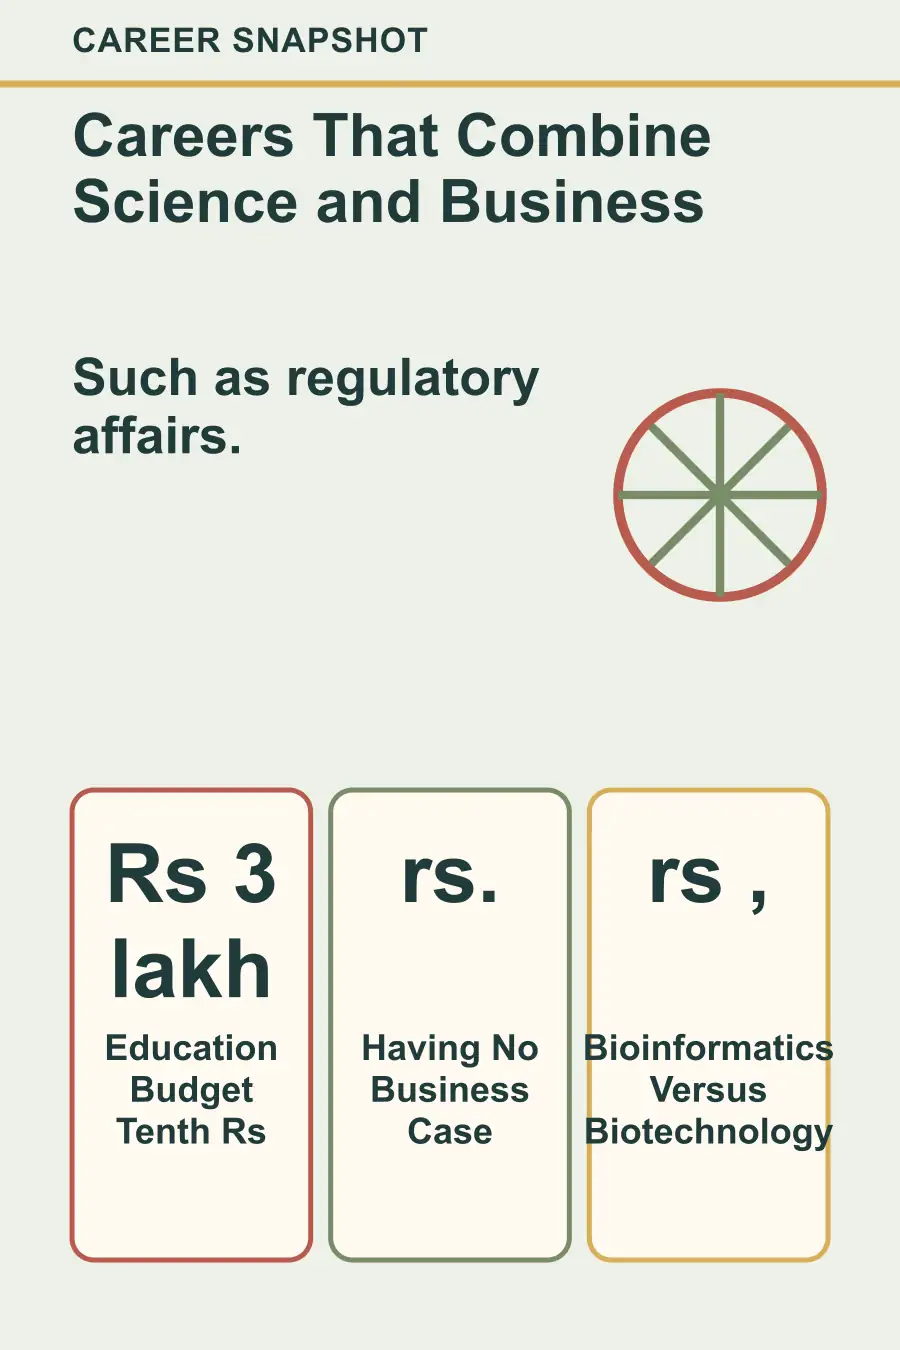 CAREER SNAPSHOT
Careers That Combine
Science and Business
Such as regulatory
affairs.
Rs 3
lakh
Education
Budget
Tenth Rs
rs.
Having No
Business
Case
rs ,
Bioinformatics
Versus
Biotechnology